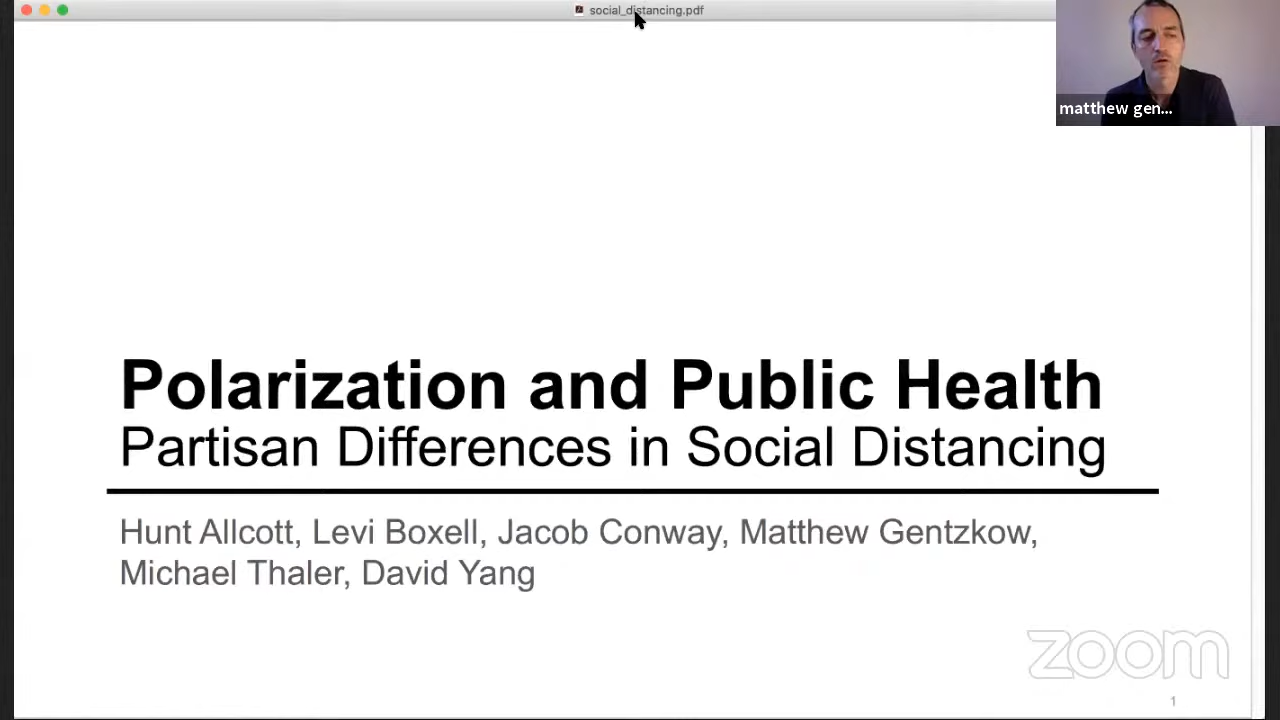 social_distancing.pdf
matthew gen...
Polarization and Public Health
Partisan Differences in Social Distancing
Hunt Allcott, Levi Boxell, Jacob Conway, Matthew Gentzkow,
Michael Thaler, David Yang
zoom
1